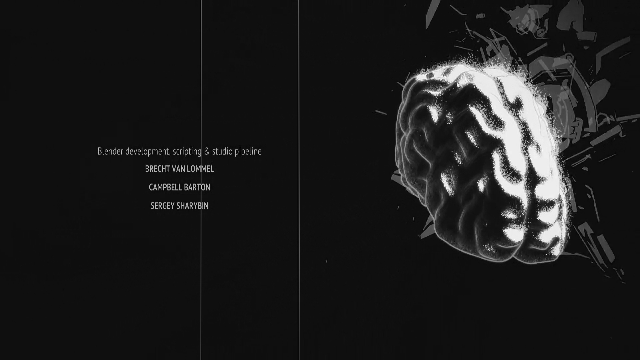 Blender development, scripting & studio pipeline
BRECHT VAN LOMMEL
CAMPBELL BARTON
SERGEY SHARYBIN